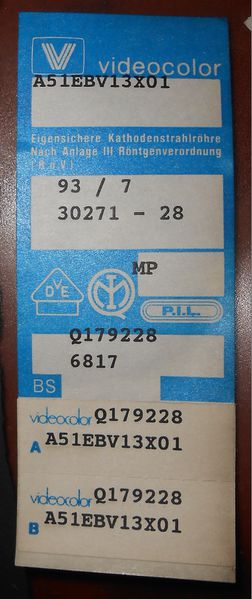 V videocolor
A51EBV13X01
Eigensichere Kathodenstrahlröhre
Nach Anlage III Röntgenverordnung
(RöV)
93 / 7
30271 - 28
MP
DVE
P.I.L.
Q179228
6817
BS
videocolor Q179228
A A51EBV13X01
videocolor Q179228
B A51EBV13X01